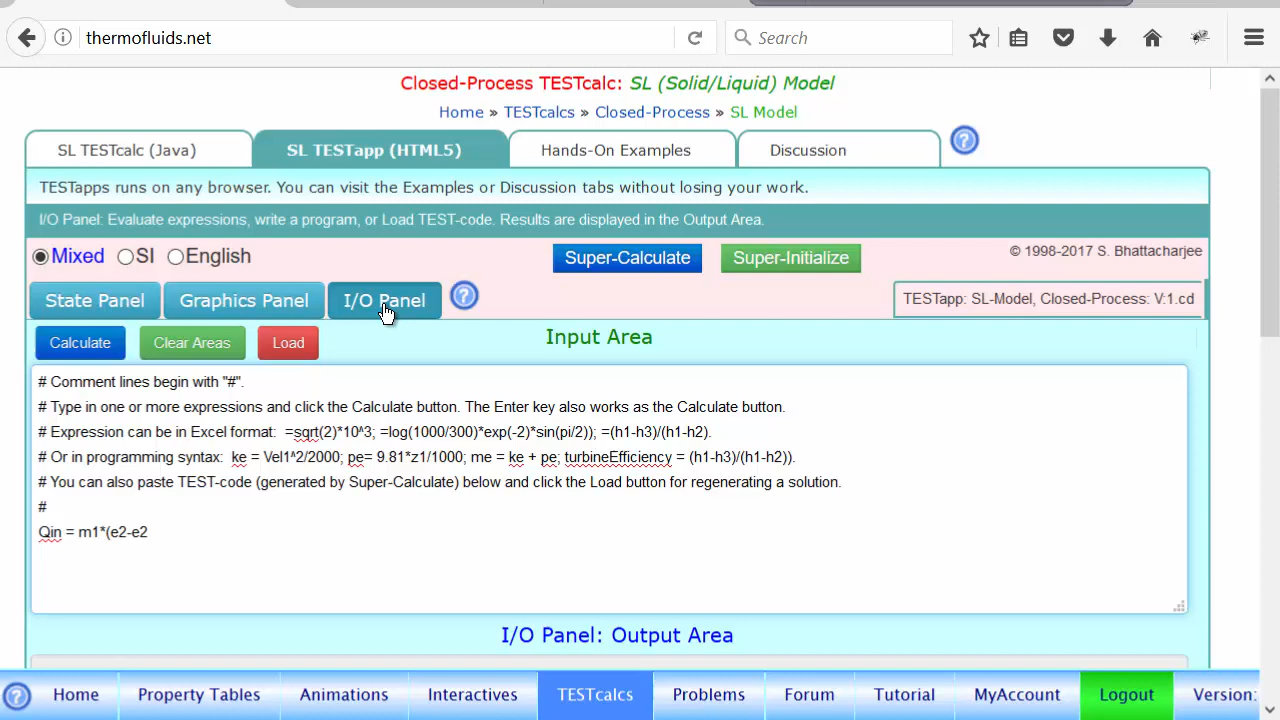 thermofluids.net
Search
Closed-Process TESTcalc: SL (Solid/Liquid) Model
Home » TESTcalcs » Closed-Process » SL Model
SL TESTcalc (Java)
SL TESTapp (HTML5)
Hands-On Examples
Discussion
?
TESTapps runs on any browser. You can visit the Examples or Discussion tabs without losing your work.
I/O Panel: Evaluate expressions, write a program, or Load TEST-code. Results are displayed in the Output Area.
Mixed SI English
Super-Calculate
Super-Initialize
© 1998-2017 S. Bhattacharjee
State Panel
Graphics Panel
I/O Panel
?
TESTapp: SL-Model, Closed-Process: V:1.cd
Calculate
Clear Areas
Load
Input Area
# Comment lines begin with "#".
# Type in one or more expressions and click the Calculate button. The Enter key also works as the Calculate button.
# Expression can be in Excel format: =sqrt(2)*10^3; =log(1000/300)*exp(-2)*sin(pi/2)); =(h1-h3)/(h1-h2).
# Or in programming syntax: ke = Vel1^2/2000; pe= 9.81*z1/1000; me = ke + pe; turbineEfficiency = (h1-h3)/(h1-h2)).
# You can also paste TEST-code (generated by Super-Calculate) below and click the Load button for regenerating a solution.
#
Qin = m1*(e2-e2
I/O Panel: Output Area
?
Home
Property Tables
Animations
Interactives
TESTcalcs
Problems
Forum
Tutorial
MyAccount
Logout
Version: